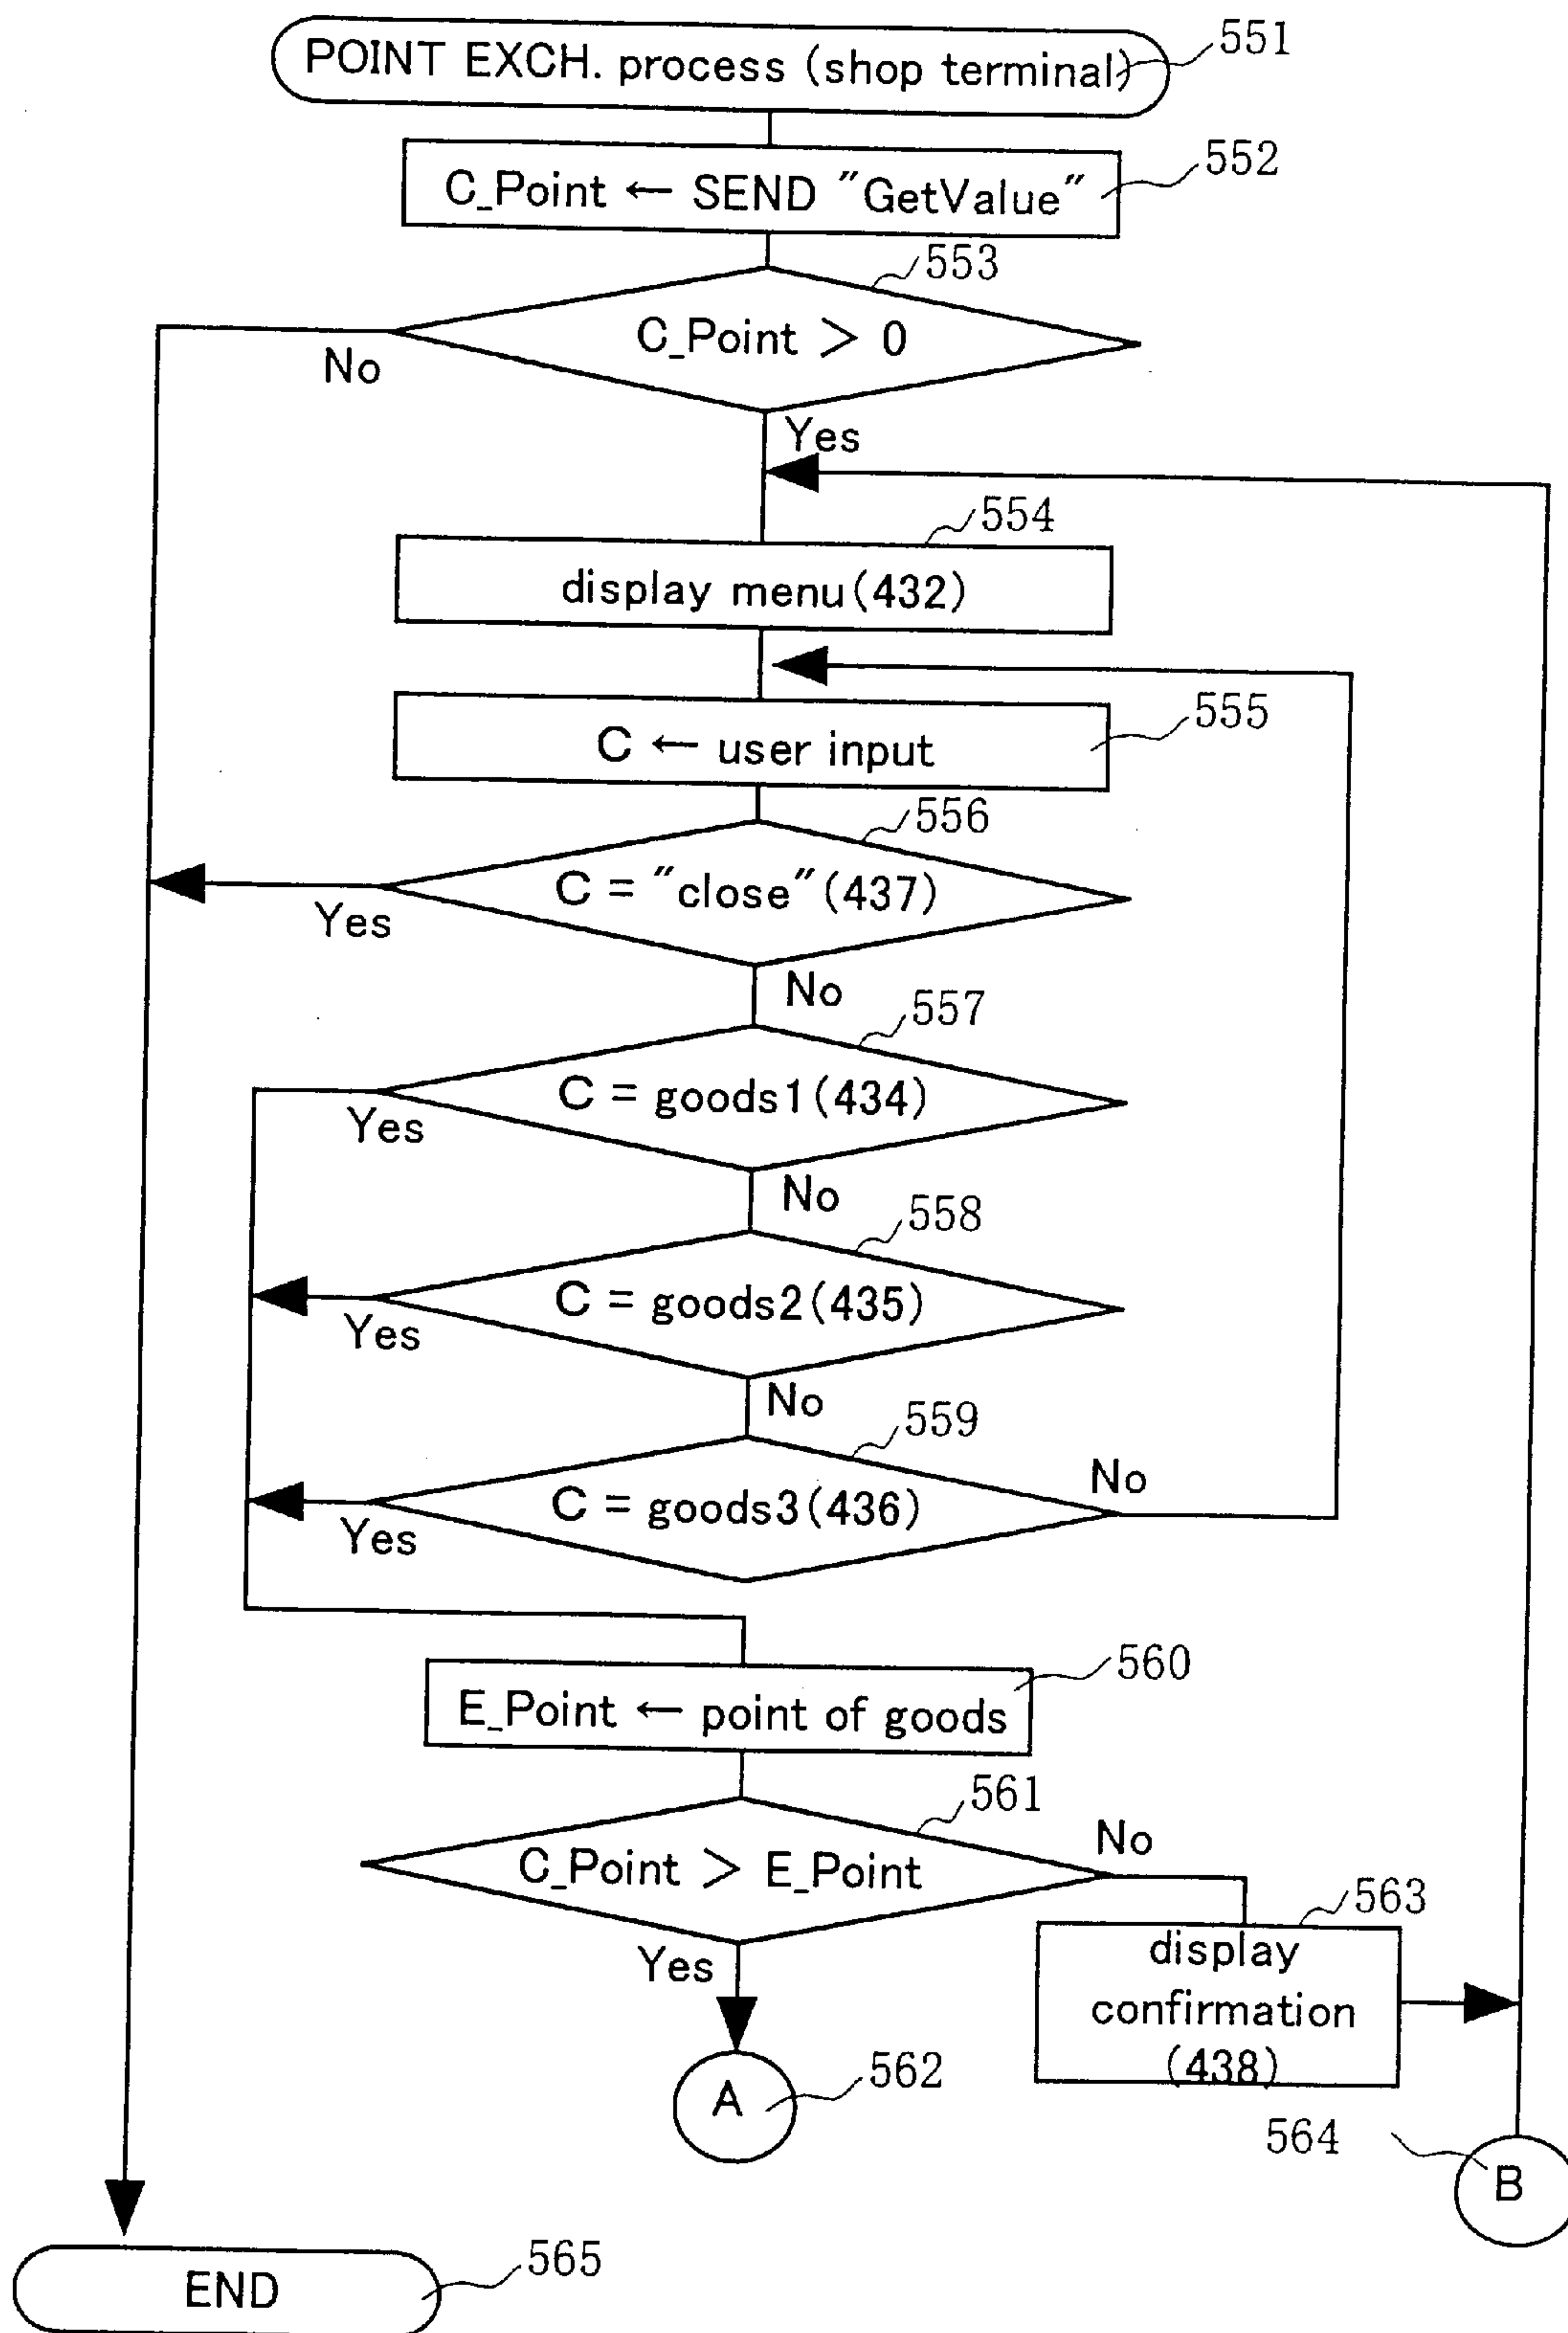 POINT EXCH. process (shop terminal)
551
C_Point ← SEND "GetValue"
552
553
C_Point > 0
No
Yes
554
display menu(432)
555
C ← user input
556
C = "close"(437)
Yes
No
557
C = goods1(434)
Yes
No
558
C = goods2(435)
Yes
No
559
C = goods3(436)
No
Yes
560
E_Point ← point of goods
561
C_Point > E_Point
No
Yes
563
display
confirmation
(438)
A
562
564
B
565
END